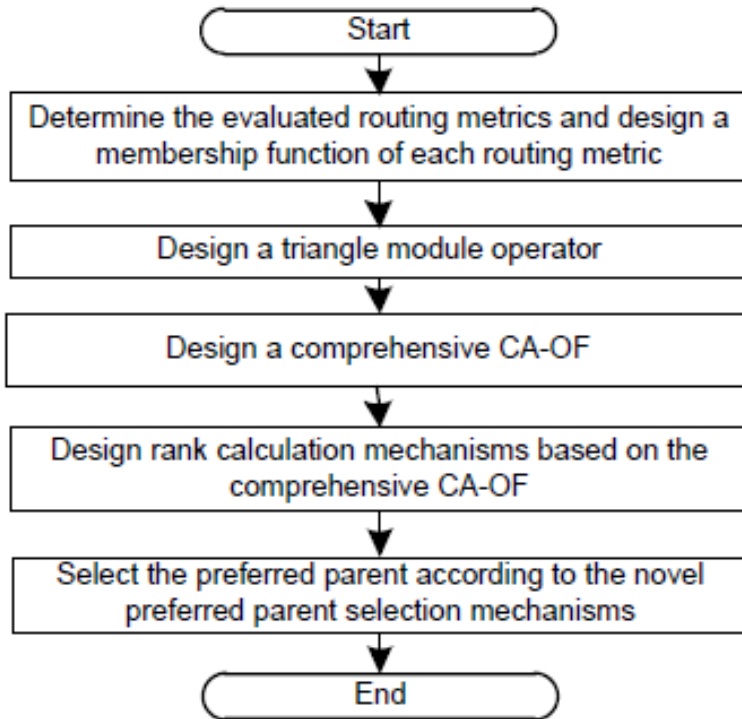 Start
Determine the evaluated routing metrics and design a
membership function of each routing metric
Design a triangle module operator
Design a comprehensive CA-OF
Design rank calculation mechanisms based on the
comprehensive CA-OF
Select the preferred parent according to the novel
preferred parent selection mechanisms
End